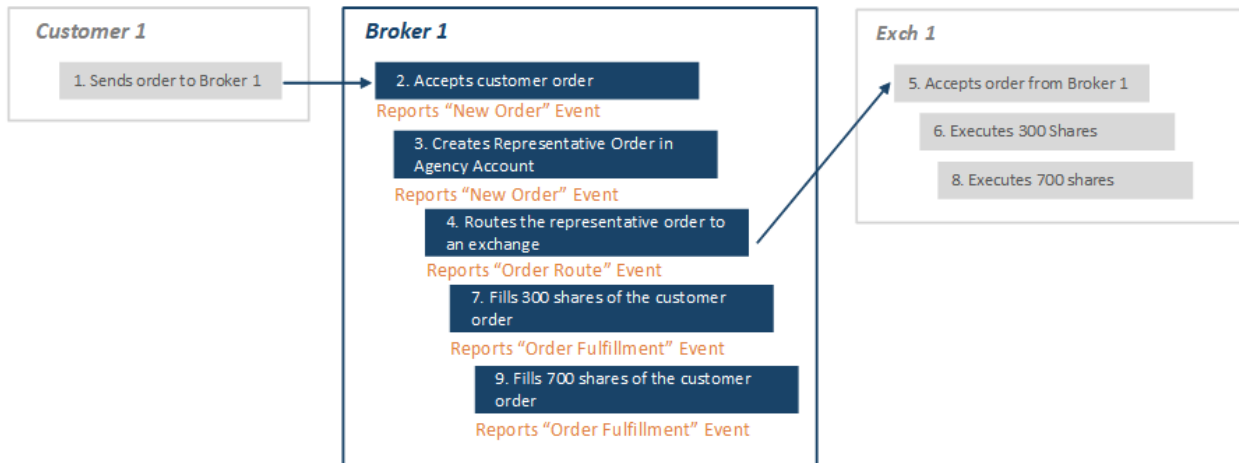 Customer 1
1. Sends order to Broker 1
Broker 1
2. Accepts customer order
Reports “New Order” Event
3. Creates Representative Order in
Agency Account
Reports “New Order” Event
4. Routes the representative order to
an exchange
Reports “Order Route” Event
7. Fills 300 shares of the customer
order
Reports “Order Fulfillment” Event
9. Fills 700 shares of the customer
order
Reports “Order Fulfillment” Event
Exch 1
5. Accepts order from Broker 1
6. Executes 300 Shares
8. Executes 700 shares